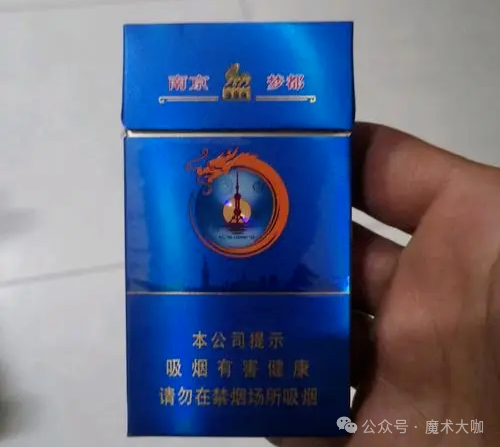 南京 梦都
本公司提示
吸烟有害健康
请勿在禁烟场所吸烟
公众号·魔术大咖